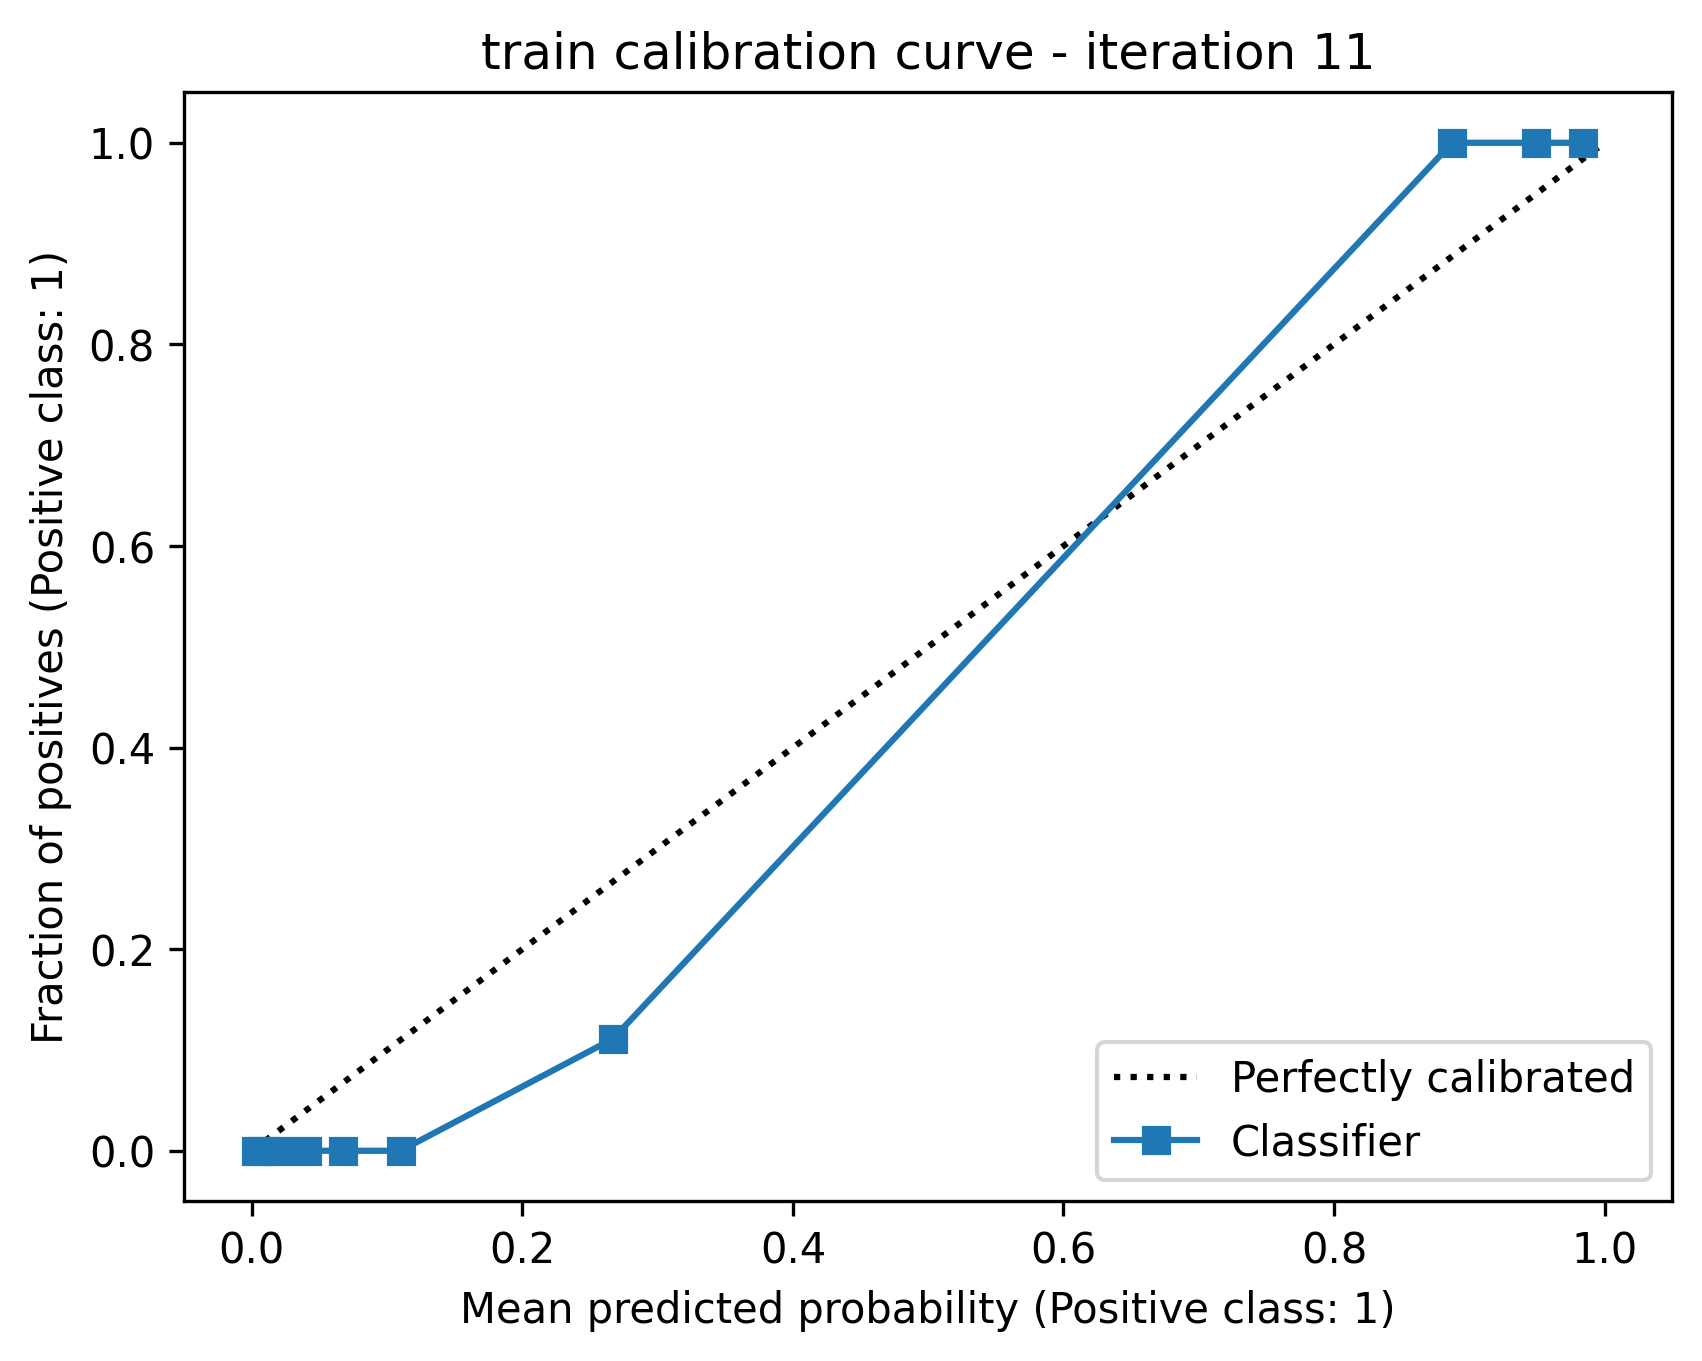 train calibration curve - iteration 11
1.0
0.8
0.6
0.4
0.2
0.0
Fraction of positives (Positive class: 1)
Perfectly calibrated
Classifier
0.0 0.2 0.4 0.6 0.8 1.0
Mean predicted probability (Positive class: 1)